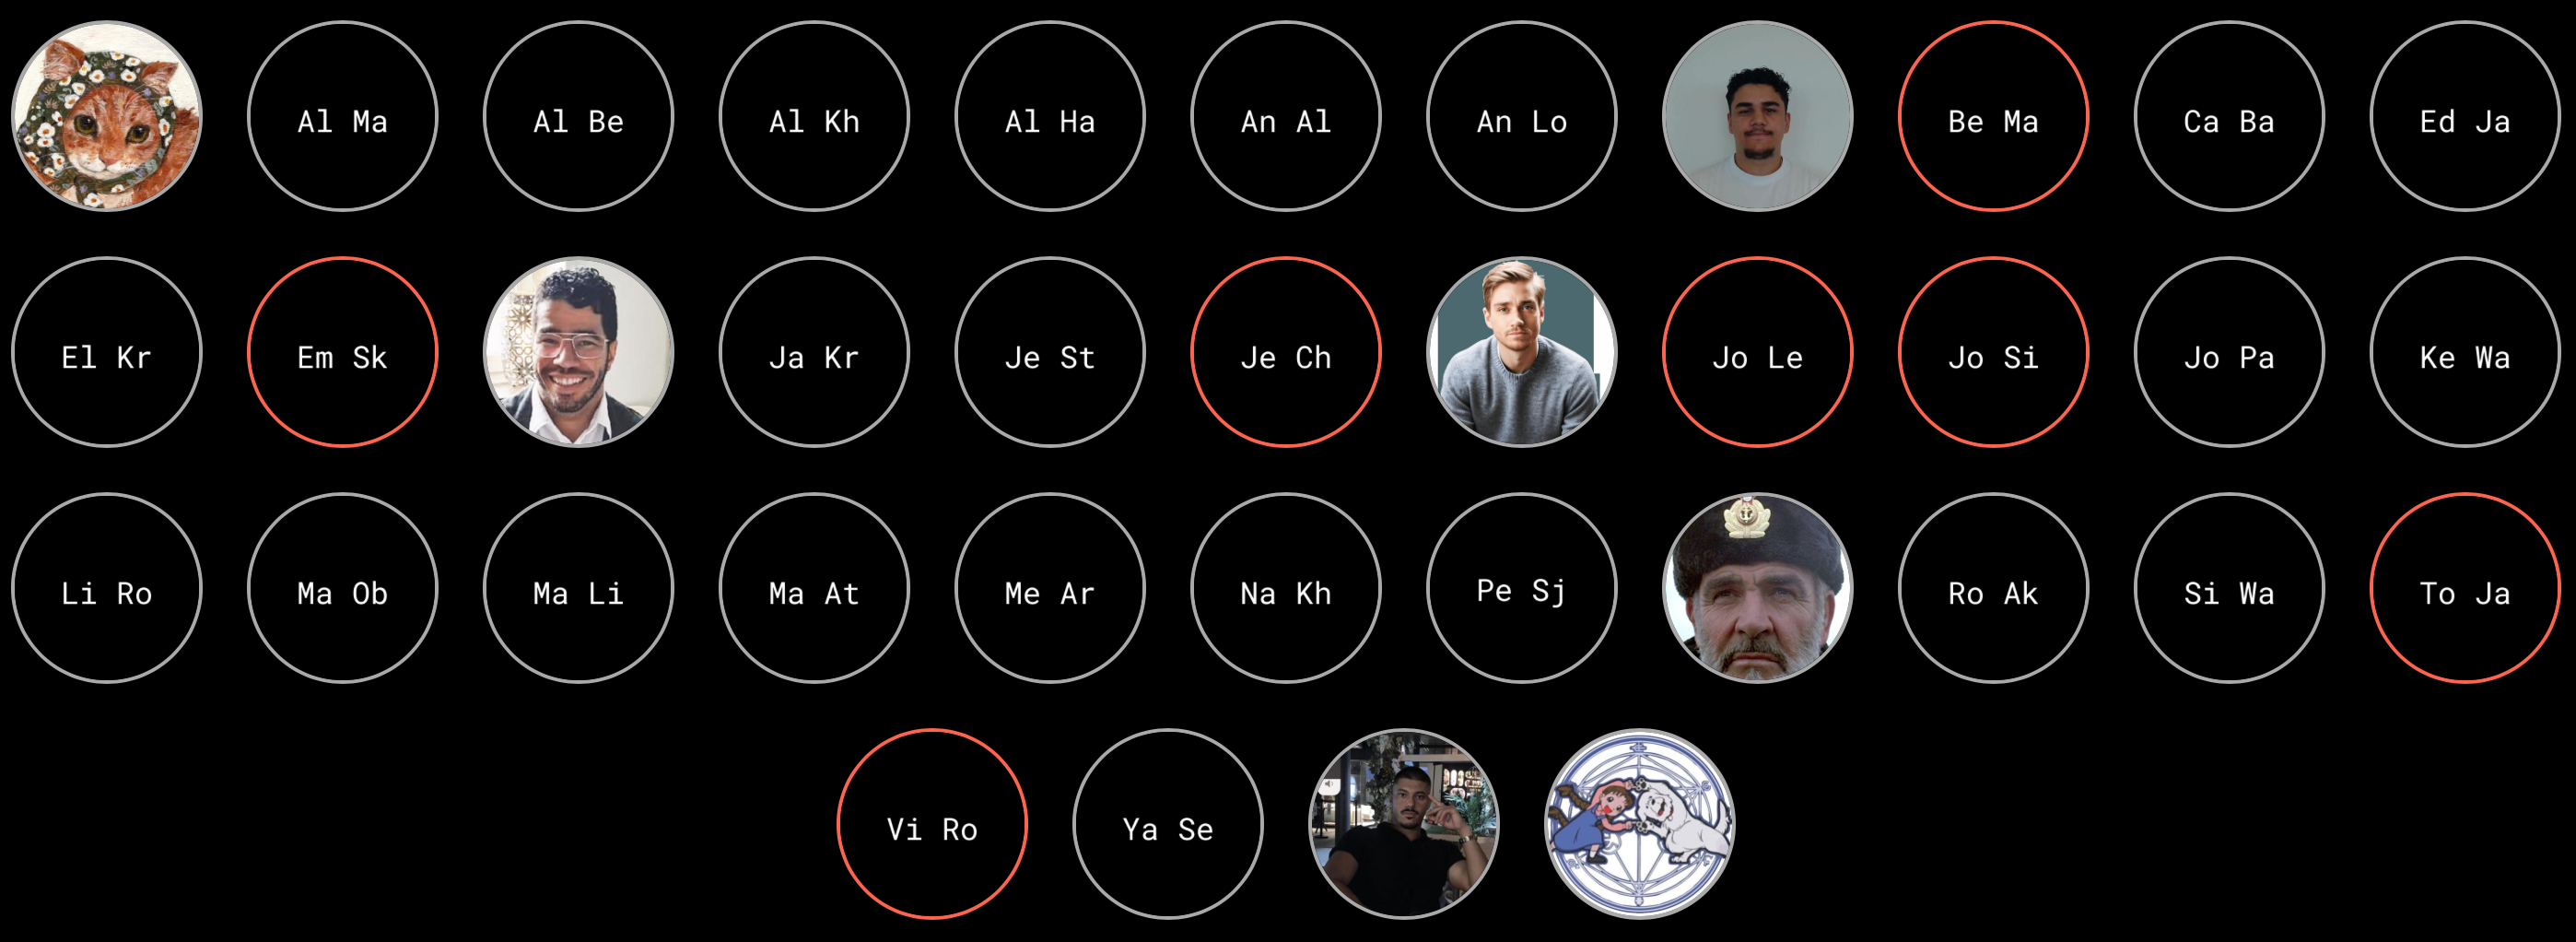 Al Ma
Al Be
Al Kh
Al Ha
An Al
An Lo
Be Ma
Ca Ba
Ed Ja
El Kr
Em Sk
Ja Kr
Je St
Je Ch
Jo Le
Jo Si
Jo Pa
Ke Wa
Li Ro
Ma Ob
Ma Li
Ma At
Me Ar
Na Kh
Pe Sj
Ro Ak
Si Wa
To Ja
Vi Ro
Ya Se